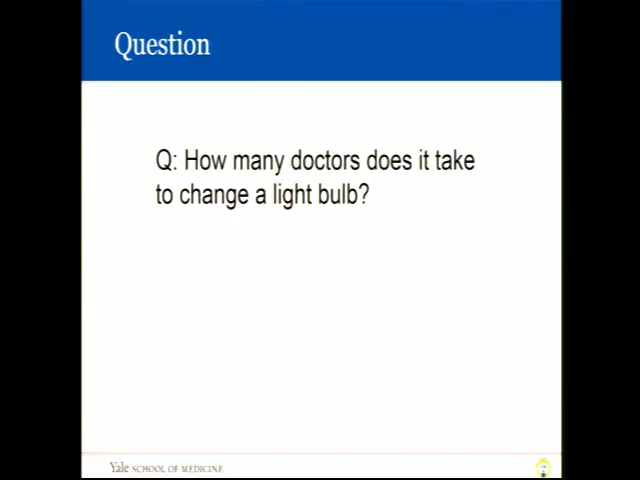 Question
Q: How many doctors does it take
to change a light bulb?
Yale SCHOOL OF MEDICINE